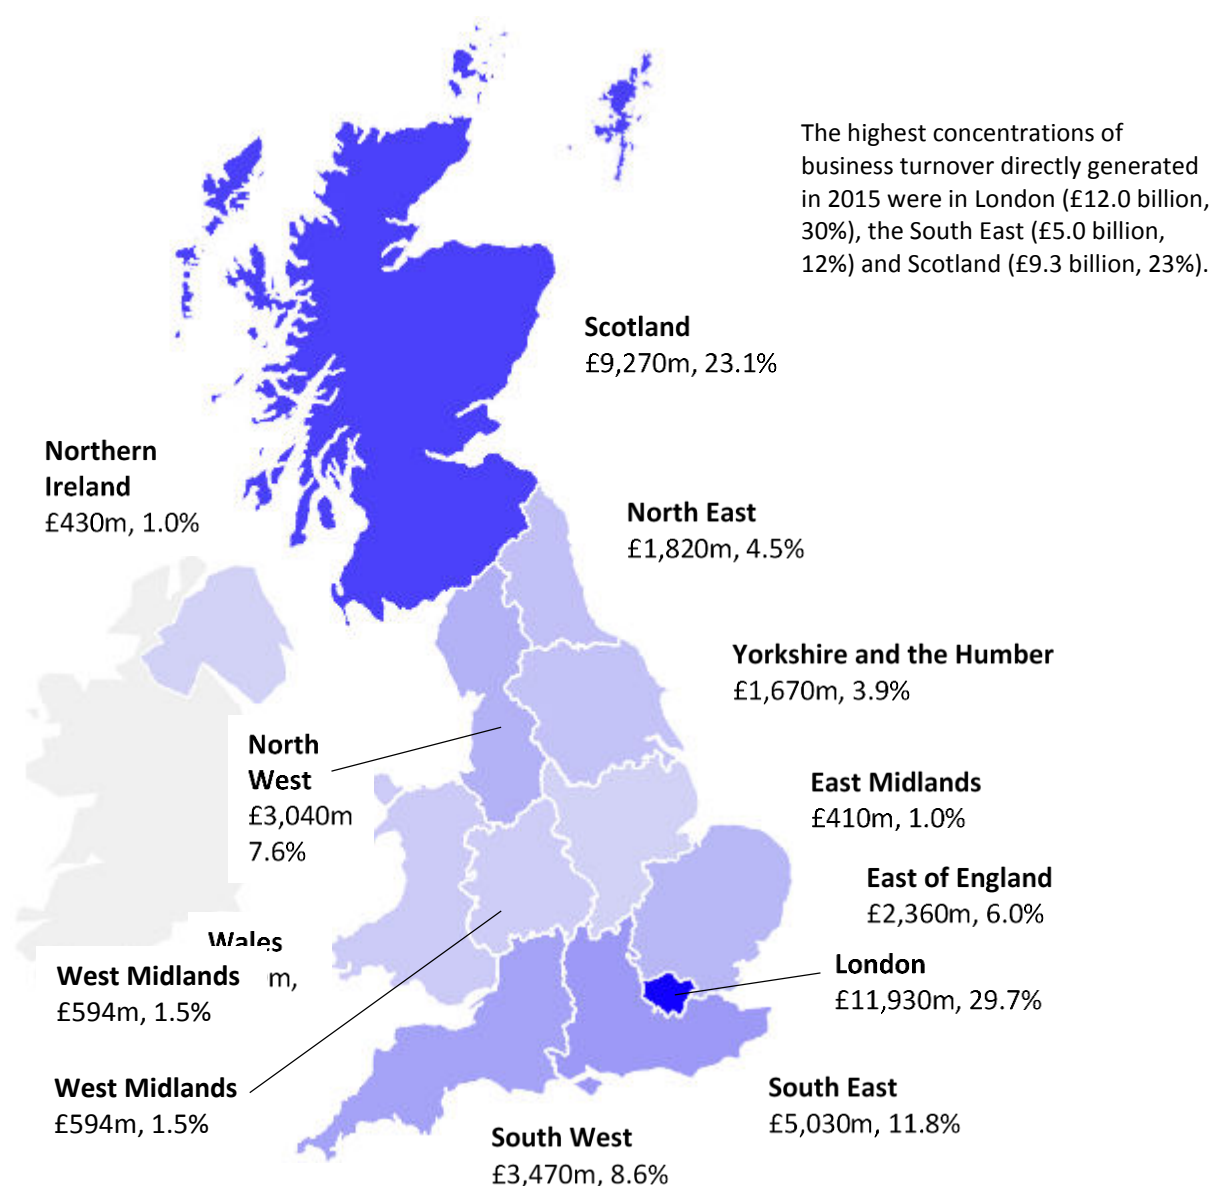 The highest concentrations of
business turnover directly generated
in 2015 were in London (£12.0 billion,
30%), the South East (£5.0 billion,
12%) and Scotland (£9.3 billion, 23%).
Scotland
£9,270m, 23.1%
Northern
Ireland
£430m, 1.0%
North East
£1,820m, 4.5%
Yorkshire and the Humber
£1,670m, 3.9%
North
West
£3,040m
7.6%
East Midlands
£410m, 1.0%
East of England
£2,360m, 6.0%
Wales
m,
West Midlands
£594m, 1.5%
London
£11,930m, 29.7%
West Midlands
£594m, 1.5%
South East
£5,030m, 11.8%
South West
£3,470m, 8.6%